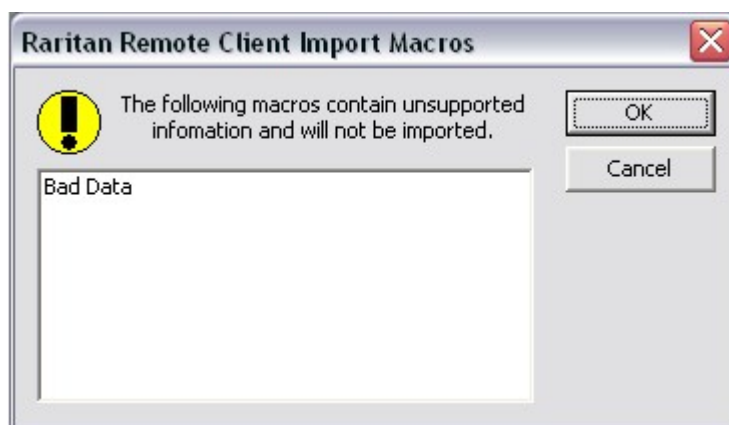 Raritan Remote Client Import Macros
The following macros contain unsupported
infomation and will not be imported.
OK
Cancel
Bad Data